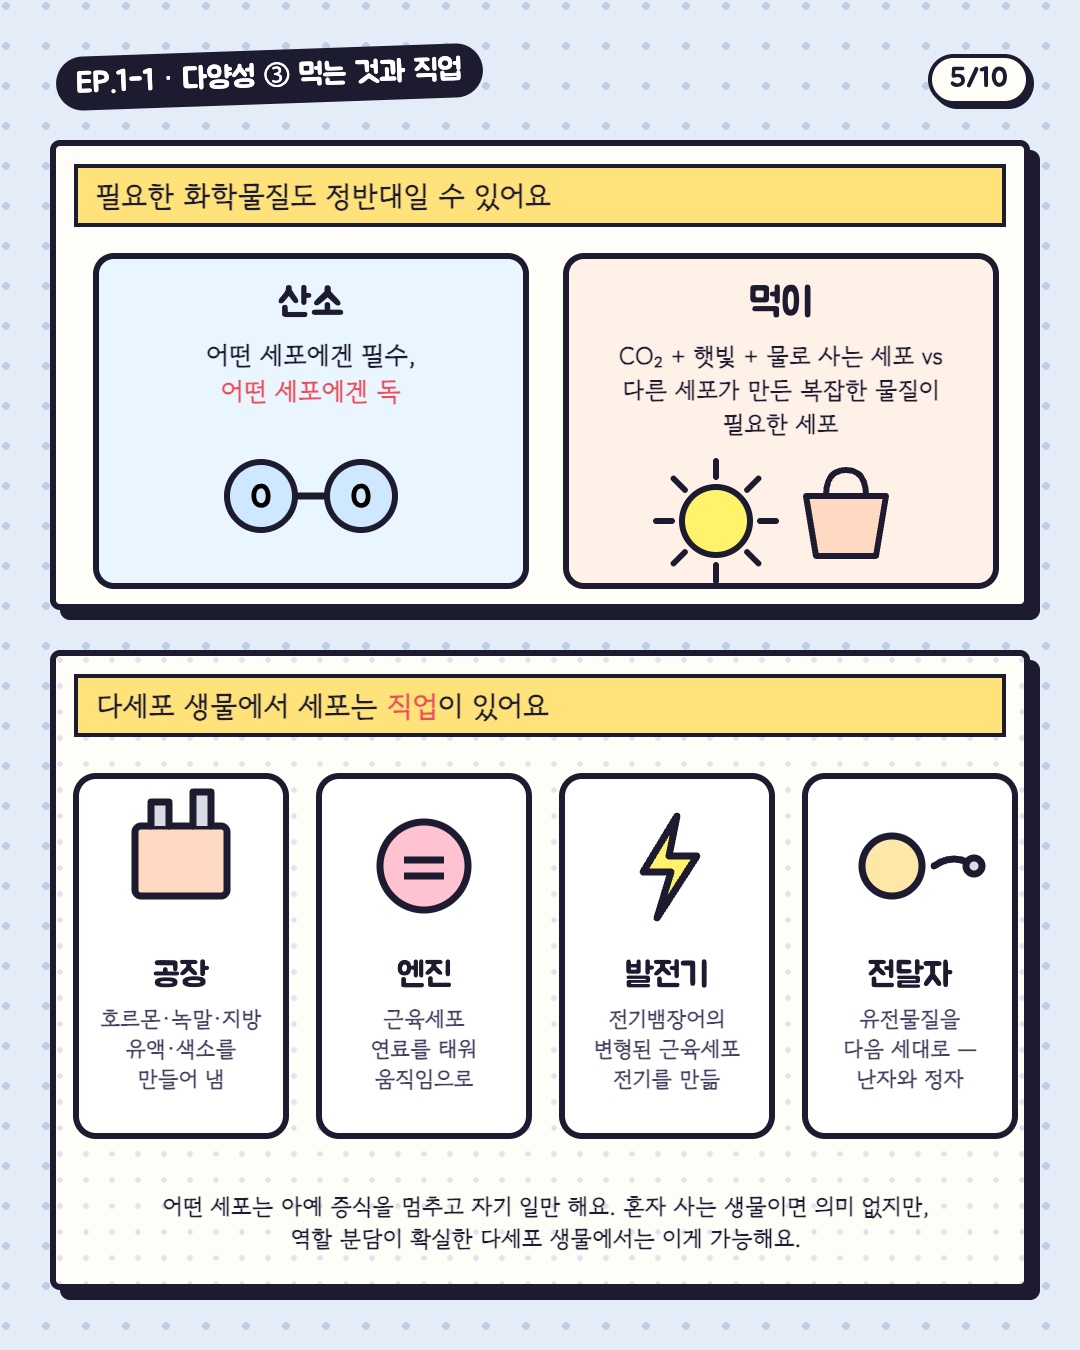 EP.1-1 · 다양성 ③ 먹는 것과 직업
5/10
필요한 화학물질도 정반대일 수 있어요
산소
어떤 세포에겐 필수,
어떤 세포에겐 독
O O
먹이
CO₂ + 햇빛 + 물로 사는 세포 vs
다른 세포가 만든 복잡한 물질이
필요한 세포
다세포 생물에서 세포는 직업이 있어요
공장
호르몬·녹말·지방
유액·색소를
만들어 냄
엔진
근육세포
연료를 태워
움직임으로
발전기
전기뱀장어의
변형된 근육세포
전기를 만듦
전달자
유전물질을
다음 세대로 —
난자와 정자
어떤 세포는 아예 증식을 멈추고 자기 일만 해요. 혼자 사는 생물이면 의미 없지만,
역할 분담이 확실한 다세포 생물에서는 이게 가능해요.